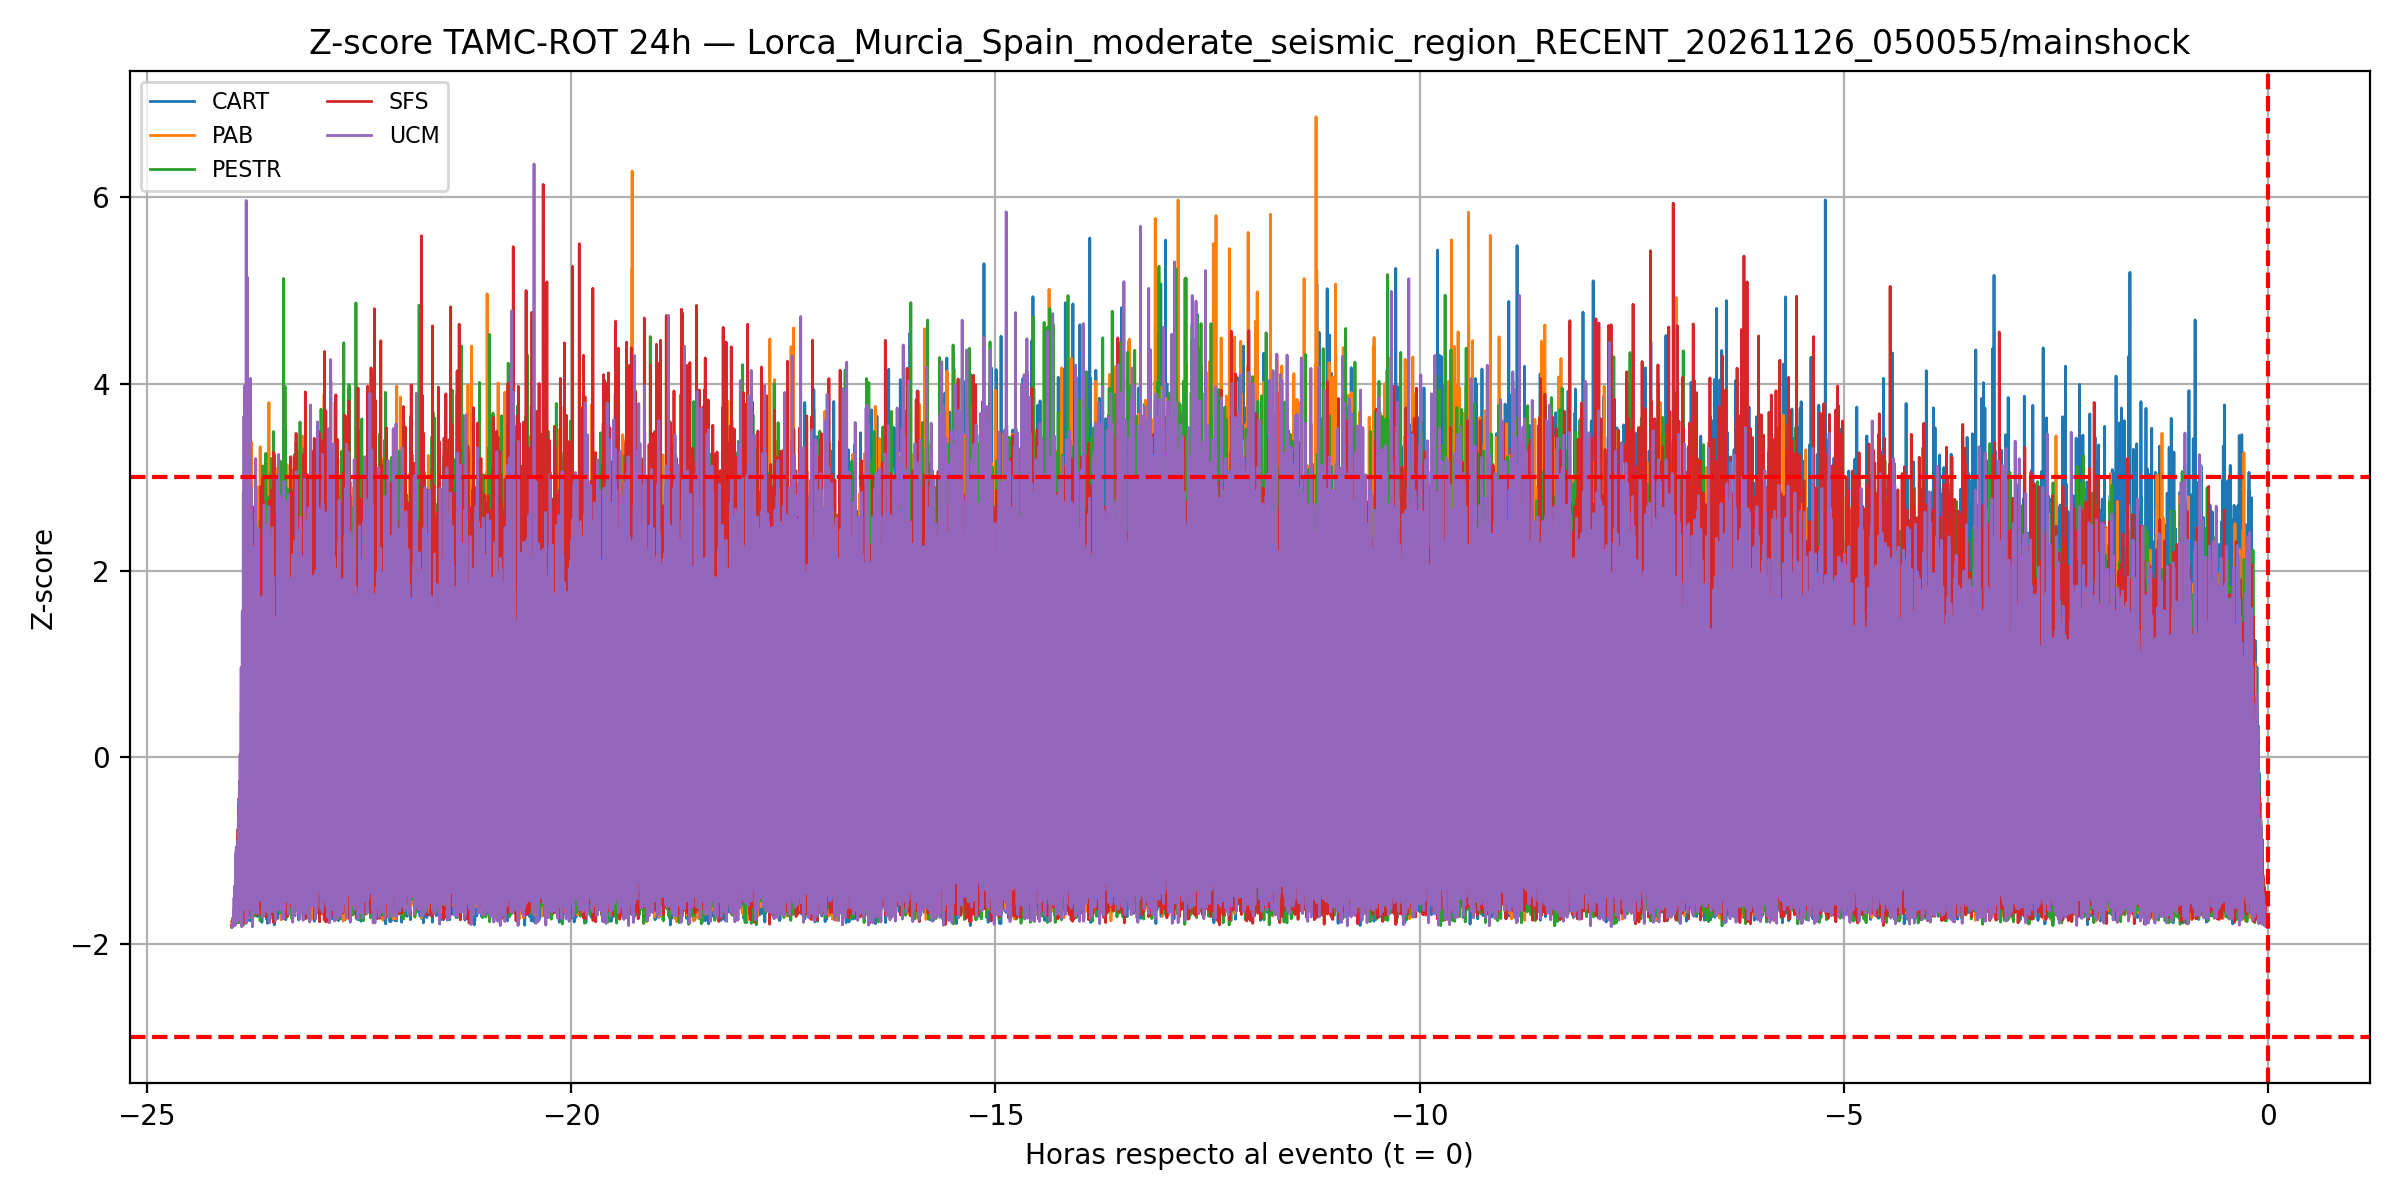 Z-score TAMC-ROT 24h — Lorca_Murcia_Spain_moderate_seismic_region_RECENT_20261126_050055/mainshock
CART
PAB
PESTR
SFS
UCM
Z-score
6
4
2
0
−2
−25
−20
−15
−10
−5
0
Horas respecto al evento (t = 0)